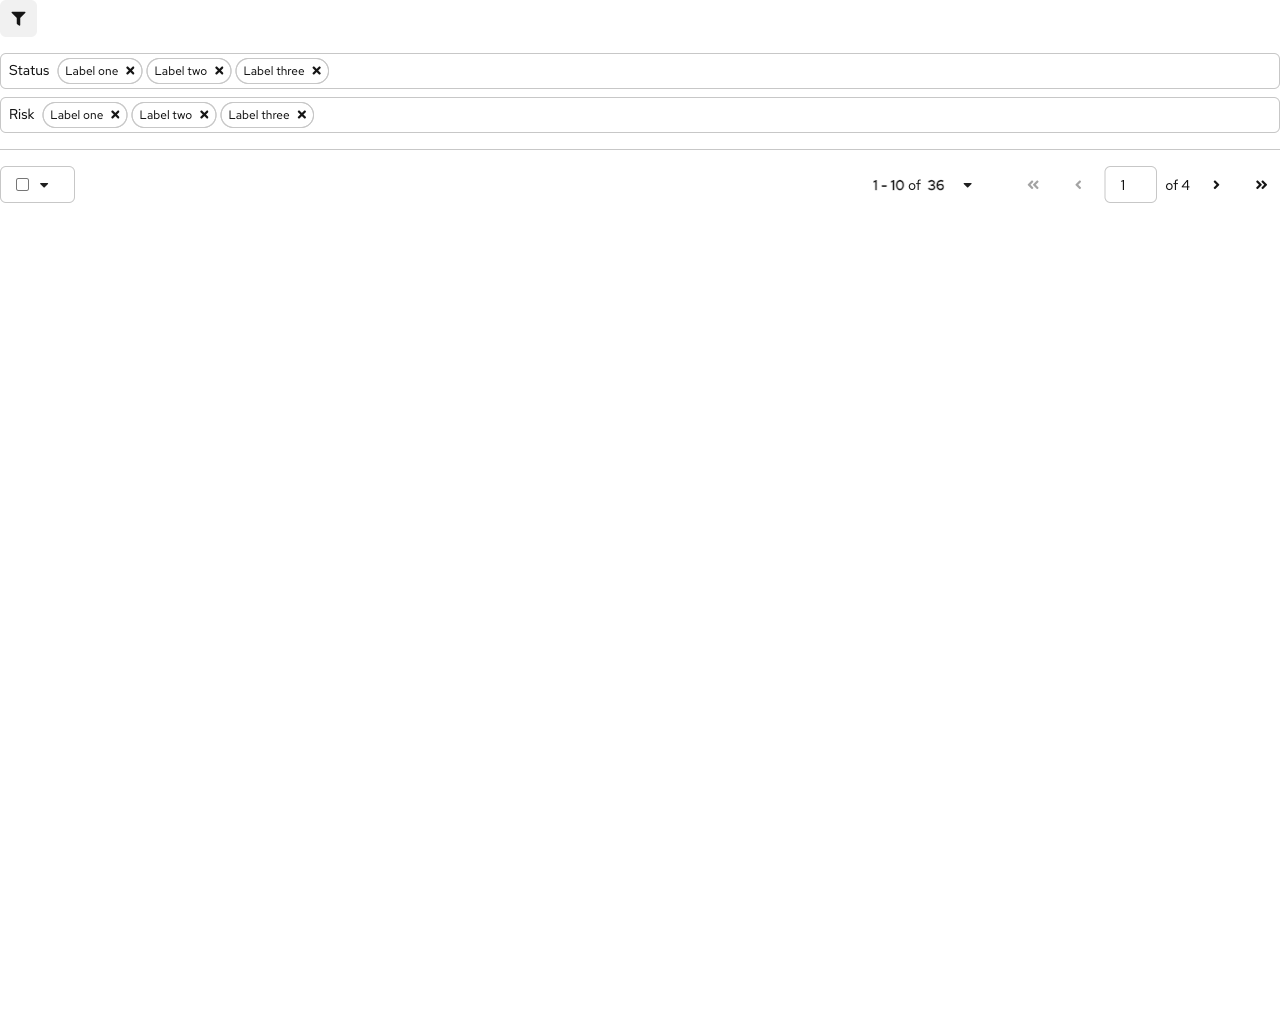 Status Label one Label two Label three
Risk Label one Label two Label three
1 - 10 of 36 1 of 4